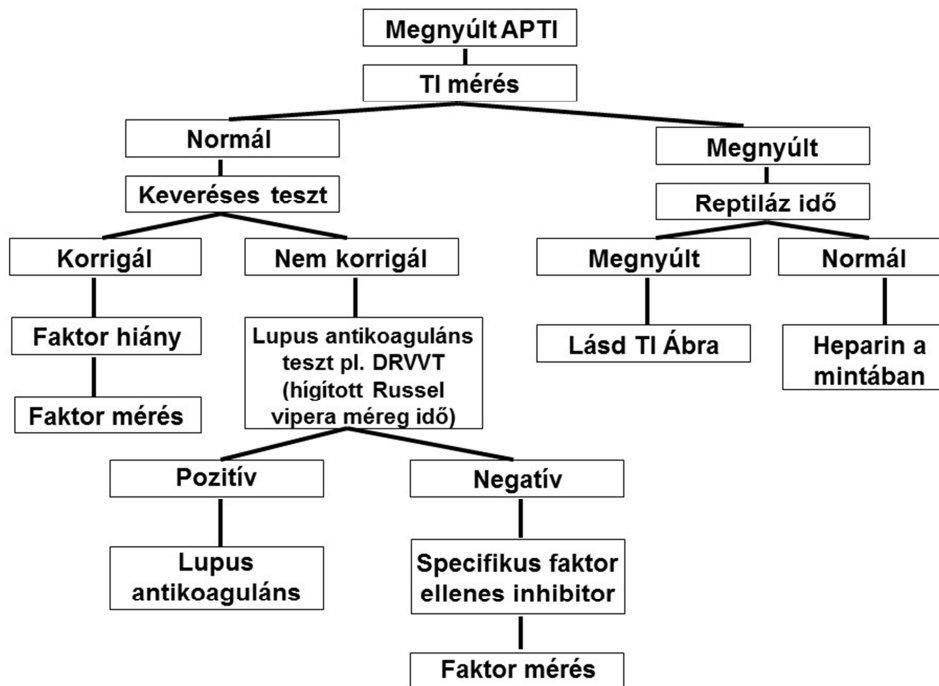 Megnyúlt APTI
TI mérés
Normál
Megnyúlt
Keveréses teszt
Reptiláz idő
Korrigál
Nem korrigál
Megnyúlt
Normál
Faktor hiány
Lupus antikoaguláns
teszt pl. DRVVT
(hígított Russel
vipera méreg idő)
Lásd TI Ábra
Heparin a
mintában
Faktor mérés
Pozitív
Negatív
Lupus
antikoaguláns
Specifikus faktor
ellenes inhibitor
Faktor mérés